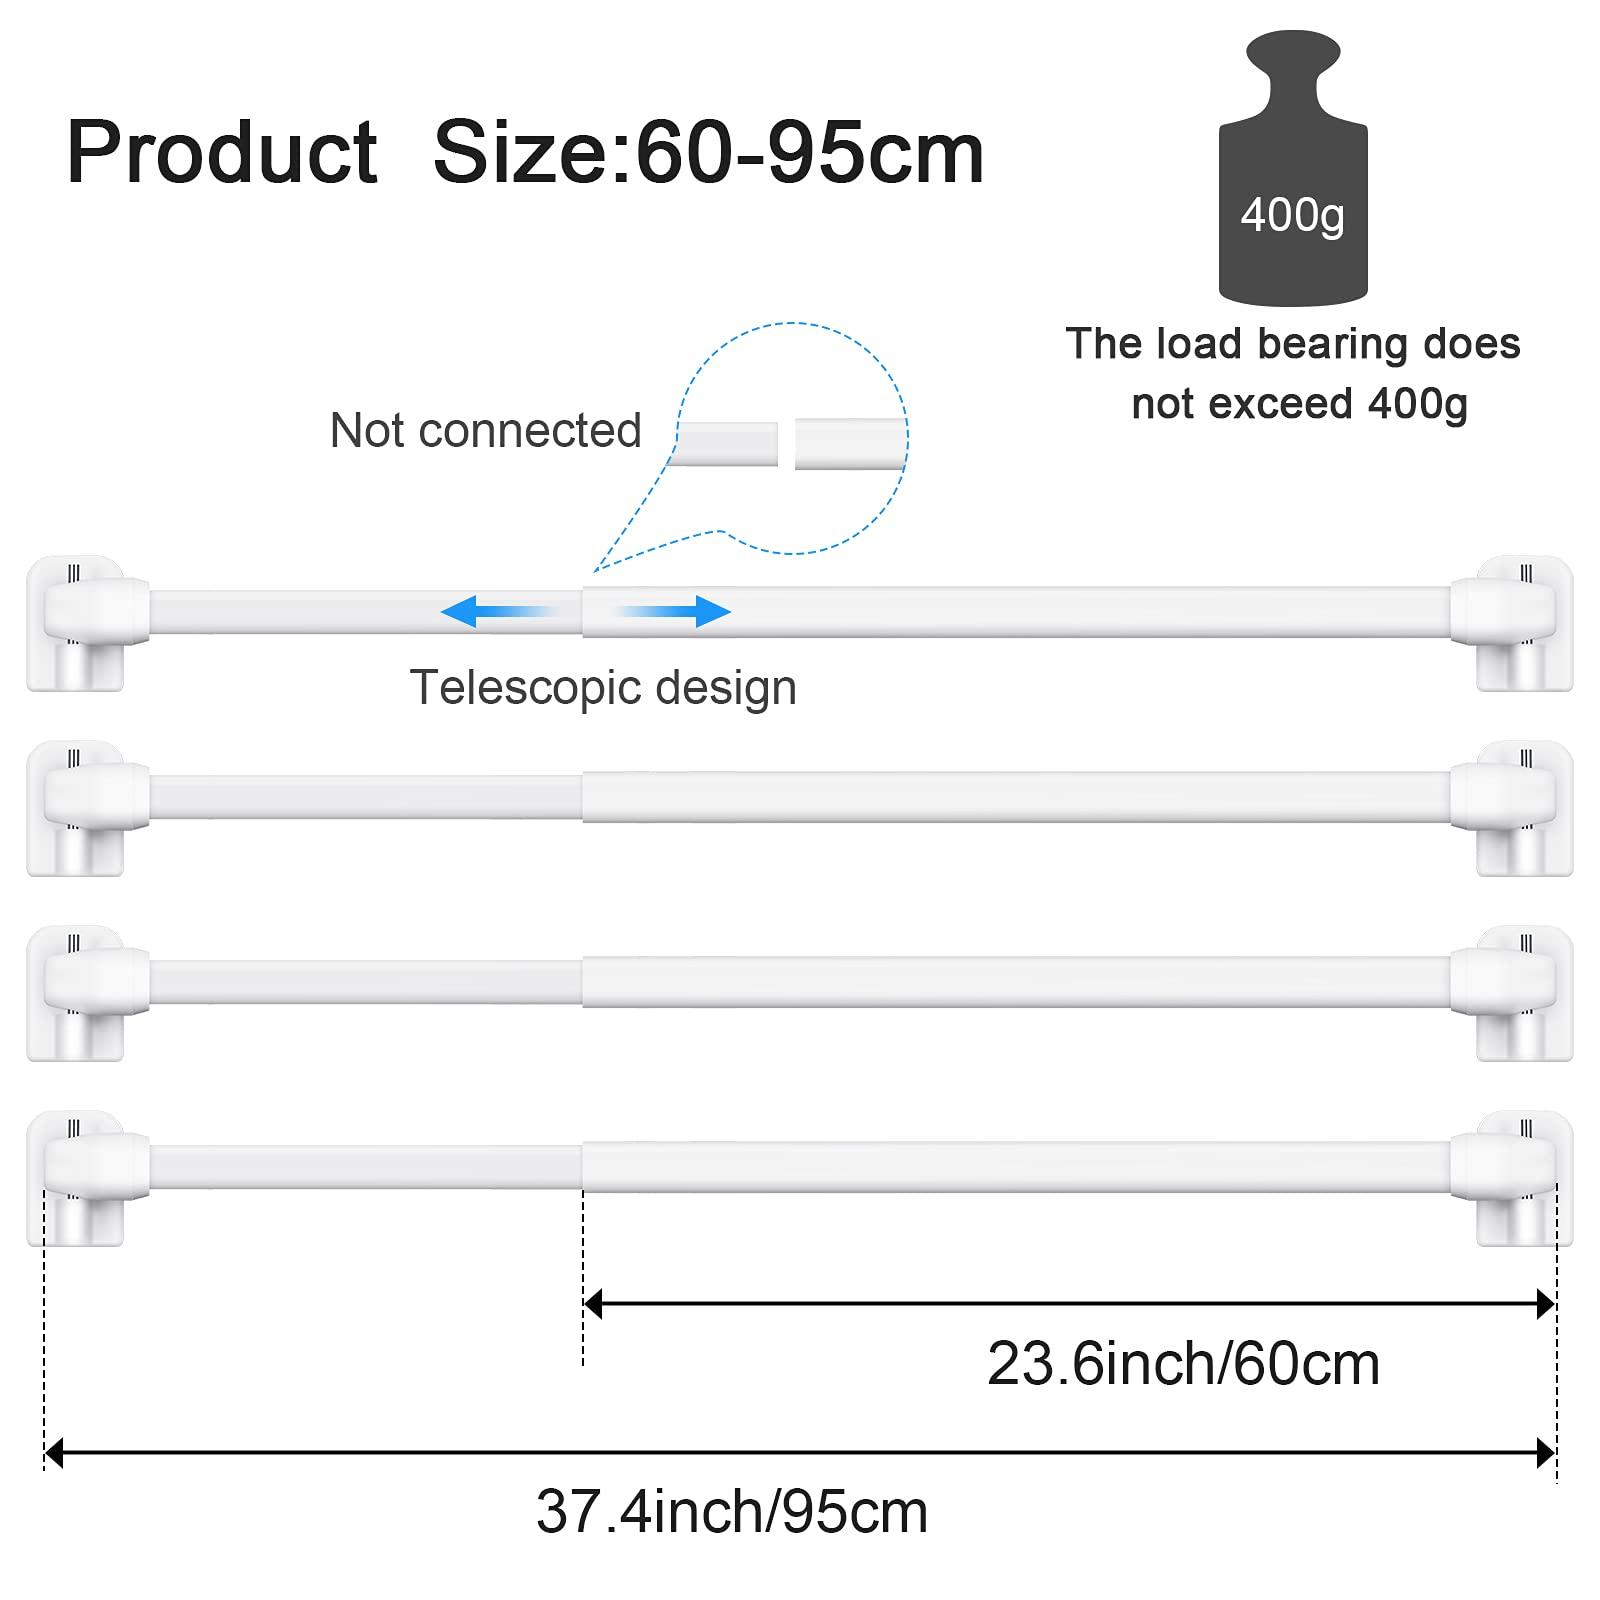 Product Size:60-95cm
400g
The load bearing does
not exceed 400g
Not connected
Telescopic design
23.6inch/60cm
37.4inch/95cm